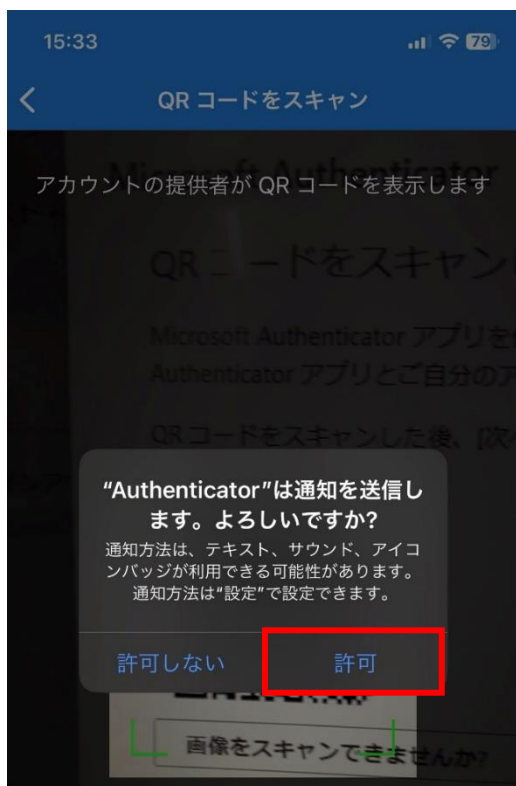 15:33
79
QR コードをスキャン
アカウントの提供者が QR コードを表示します
Microsoft Authenticator
QR コードをスキャン
Microsoft Authenticator アプリを
Authenticator アプリとご自分のア
QR コードをスキャンした後、[次へ
“Authenticator”は通知を送信し
ます。よろしいですか?
通知方法は、テキスト、サウンド、アイコ
ンバッジが利用できる可能性があります。
通知方法は“設定”で設定できます。
許可しない
許可
画像をスキャンできませんか?